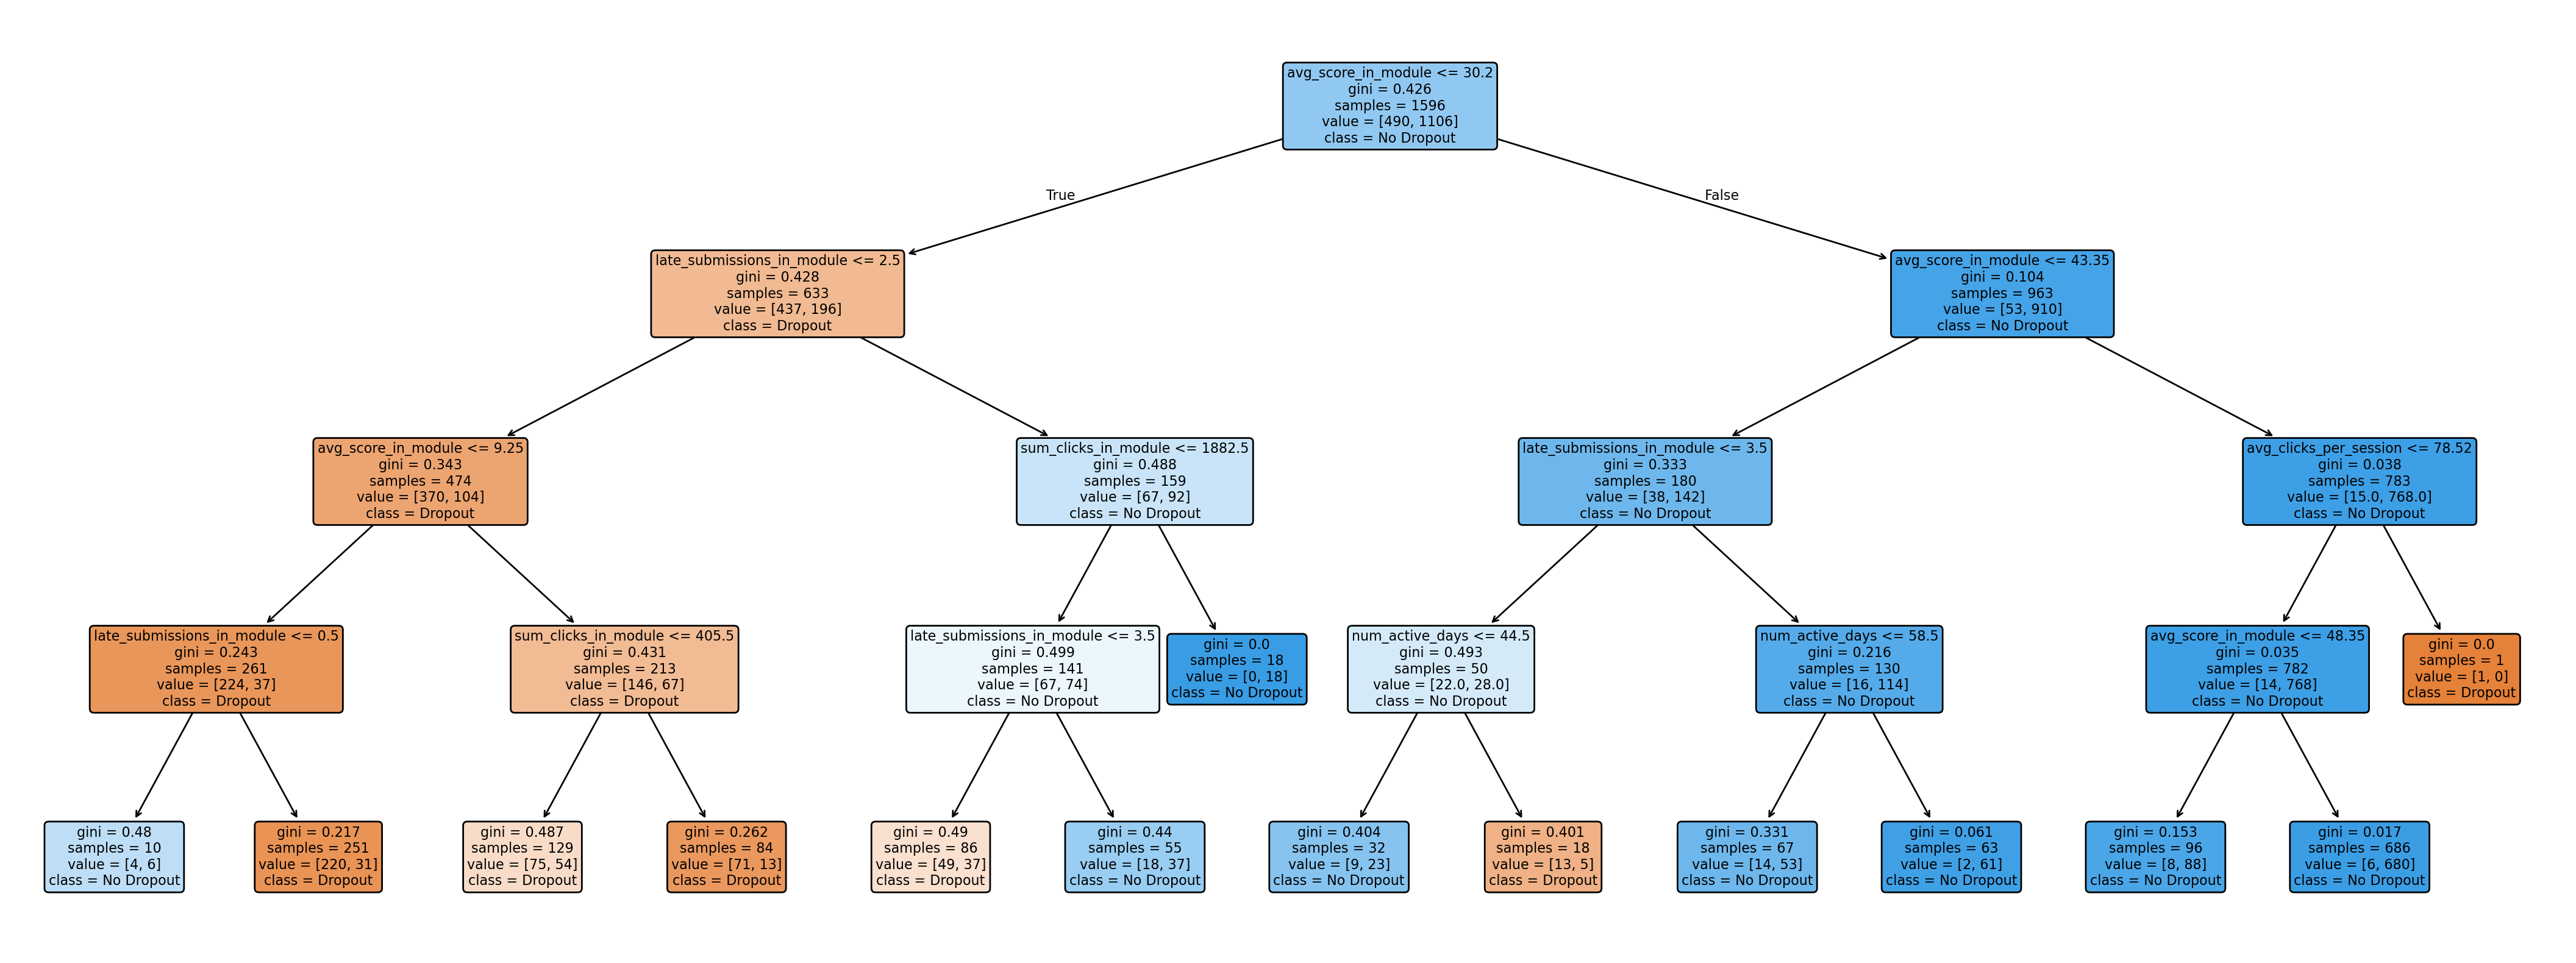 avg_score_in_module <= 30.2
gini = 0.426
samples = 1596
value = [490, 1106]
class = No Dropout
True
False
late_submissions_in_module <= 2.5
gini = 0.428
samples = 633
value = [437, 196]
class = Dropout
avg_score_in_module <= 43.35
gini = 0.104
samples = 963
value = [53, 910]
class = No Dropout
avg_score_in_module <= 9.25
gini = 0.343
samples = 474
value = [370, 104]
class = Dropout
sum_clicks_in_module <= 1882.5
gini = 0.488
samples = 159
value = [67, 92]
class = No Dropout
late_submissions_in_module <= 3.5
gini = 0.333
samples = 180
value = [38, 142]
class = No Dropout
avg_clicks_per_session <= 78.52
gini = 0.038
samples = 783
value = [15.0, 768.0]
class = No Dropout
late_submissions_in_module <= 0.5
gini = 0.243
samples = 261
value = [224, 37]
class = Dropout
sum_clicks_in_module <= 405.5
gini = 0.431
samples = 213
value = [146, 67]
class = Dropout
late_submissions_in_module <= 3.5
gini = 0.499
samples = 141
value = [67, 74]
class = No Dropout
gini = 0.0
samples = 18
value = [0, 18]
class = No Dropout
num_active_days <= 44.5
gini = 0.493
samples = 50
value = [22.0, 28.0]
class = No Dropout
num_active_days <= 58.5
gini = 0.216
samples = 130
value = [16, 114]
class = No Dropout
avg_score_in_module <= 48.35
gini = 0.035
samples = 782
value = [14, 768]
class = No Dropout
gini = 0.0
samples = 1
value = [1, 0]
class = Dropout
gini = 0.48
samples = 10
value = [4, 6]
class = No Dropout
gini = 0.217
samples = 251
value = [220, 31]
class = Dropout
gini = 0.487
samples = 129
value = [75, 54]
class = Dropout
gini = 0.262
samples = 84
value = [71, 13]
class = Dropout
gini = 0.49
samples = 86
value = [49, 37]
class = Dropout
gini = 0.44
samples = 55
value = [18, 37]
class = No Dropout
gini = 0.404
samples = 32
value = [9, 23]
class = No Dropout
gini = 0.401
samples = 18
value = [13, 5]
class = Dropout
gini = 0.331
samples = 67
value = [14, 53]
class = No Dropout
gini = 0.061
samples = 63
value = [2, 61]
class = No Dropout
gini = 0.153
samples = 96
value = [8, 88]
class = No Dropout
gini = 0.017
samples = 686
value = [6, 680]
class = No Dropout